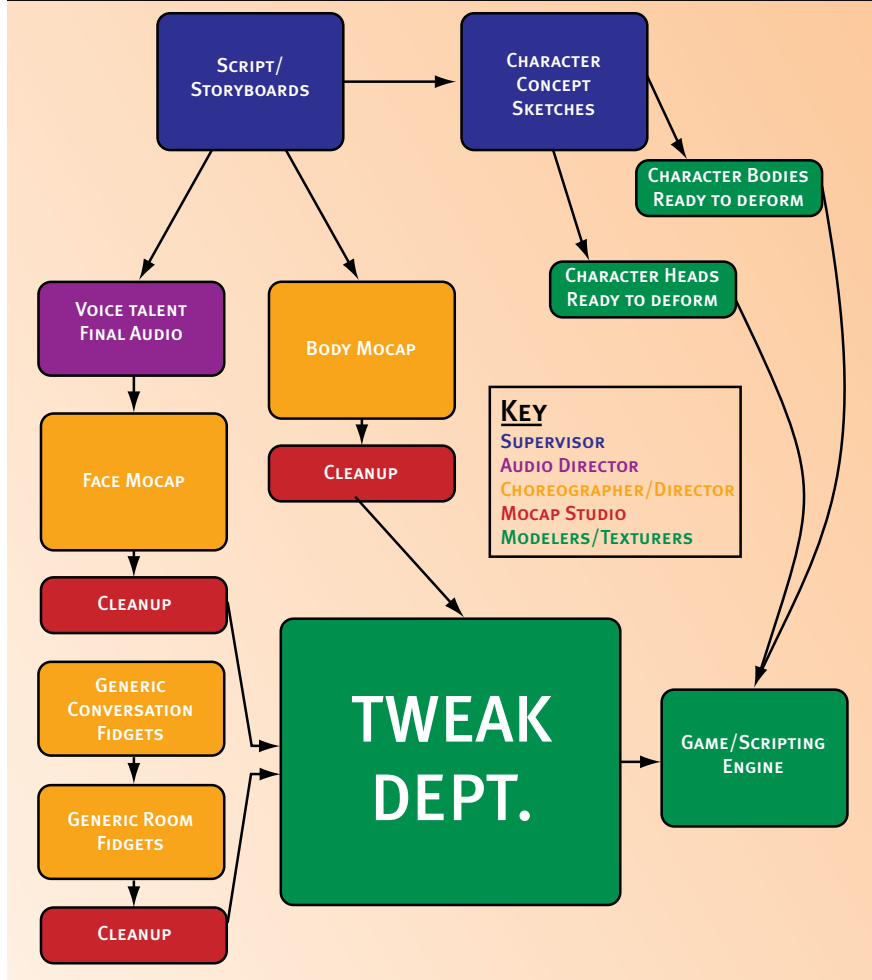 Script/
Storyboards
Character
Concept
Sketches
Character Bodies
Ready to deform
Character Heads
Ready to deform
Voice talent
Final Audio
Body Mocap
Key
Supervisor
Audio Director
Choreographer/Director
Mocap Studio
Modelers/Texturers
Face Mocap
Cleanup
Cleanup
Generic
Conversation
Fidgets
TWEAK
DEPT.
Game/Scripting
Engine
Generic Room
Fidgets
Cleanup